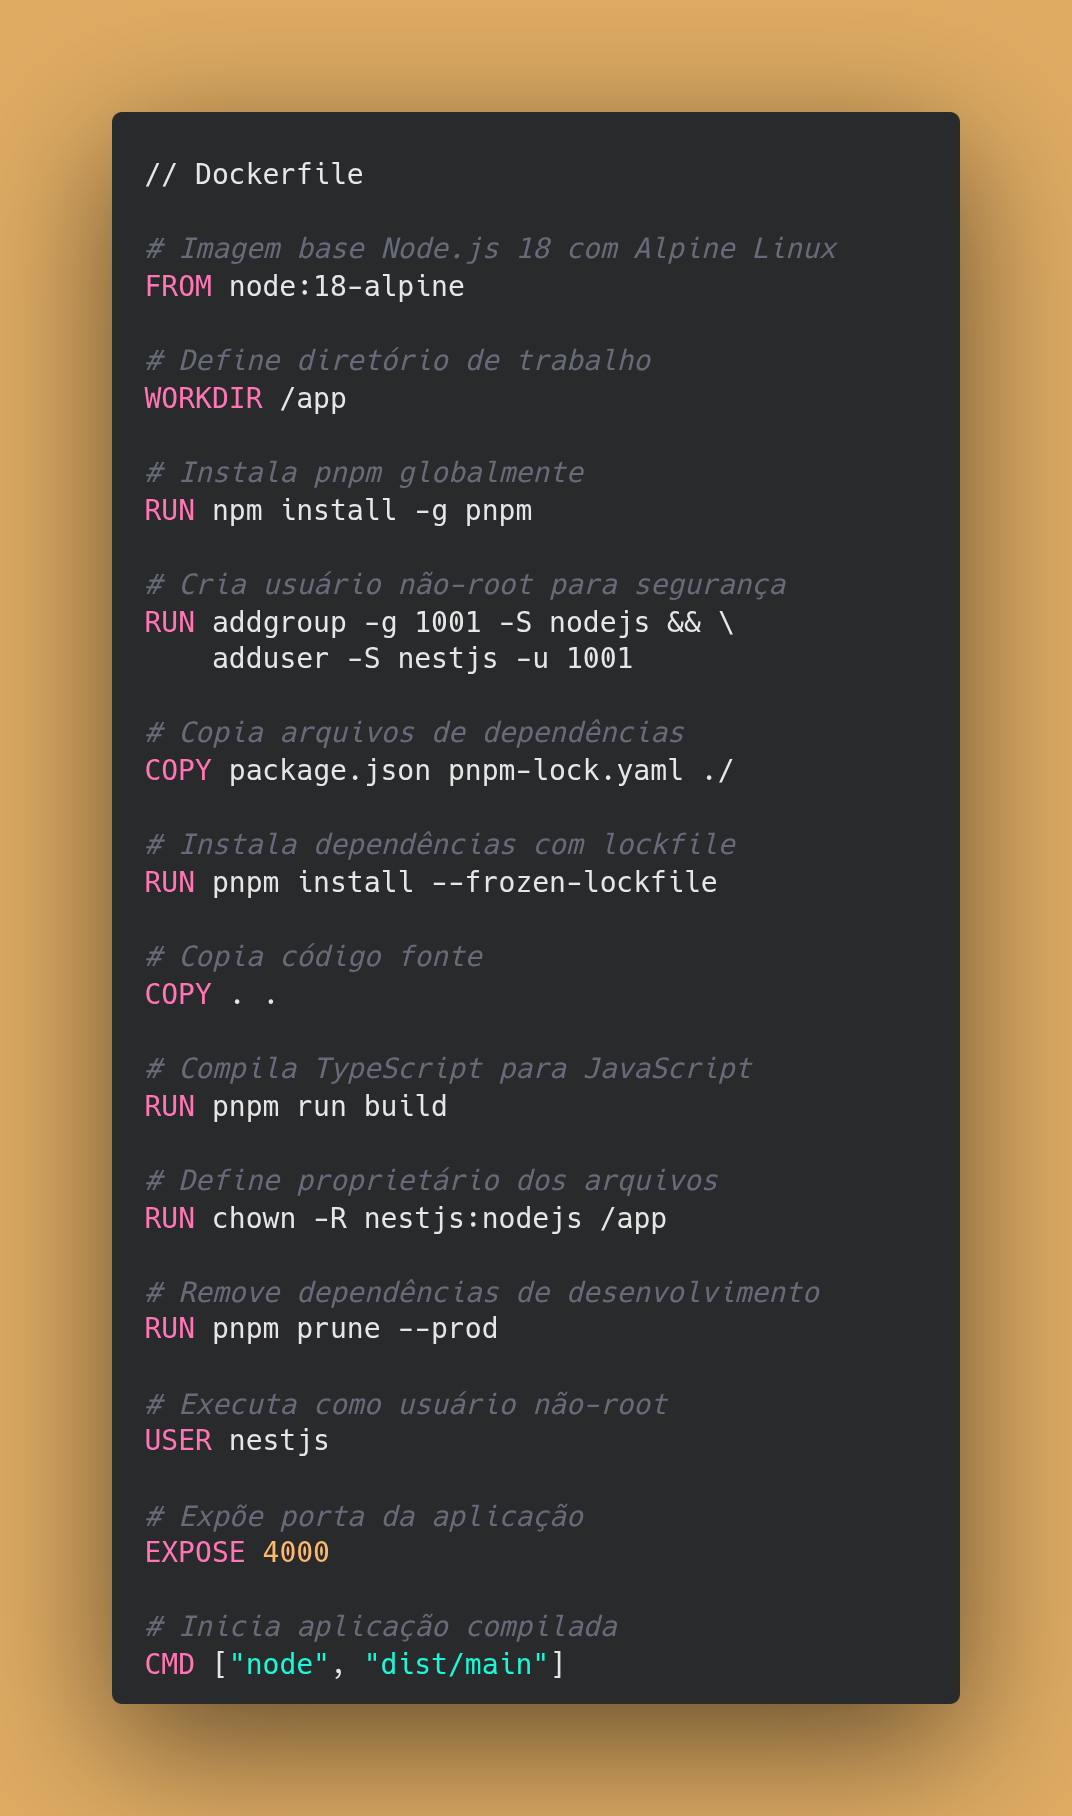 // Dockerfile
# Imagem base Node.js 18 com Alpine Linux
FROM node:18-alpine
# Define diretório de trabalho
WORKDIR /app
# Instala pnpm globalmente
RUN npm install -g pnpm
# Cria usuário não-root para segurança
RUN addgroup -g 1001 -S nodejs && \
    adduser -S nestjs -u 1001
# Copia arquivos de dependências
COPY package.json pnpm-lock.yaml ./
# Instala dependências com lockfile
RUN pnpm install --frozen-lockfile
# Copia código fonte
COPY . .
# Compila TypeScript para JavaScript
RUN pnpm run build
# Define proprietário dos arquivos
RUN chown -R nestjs:nodejs /app
# Remove dependências de desenvolvimento
RUN pnpm prune --prod
# Executa como usuário não-root
USER nestjs
# Expõe porta da aplicação
EXPOSE 4000
# Inicia aplicação compilada
CMD ["node", "dist/main"]